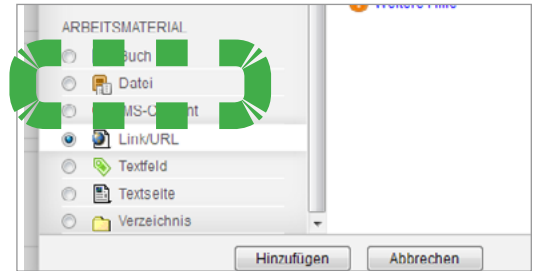 Weitere Hilfe
ARBEITSMATERIAL
Buch
Datei
Link/URL
Textfeld
Textseite
Verzeichnis
Hinzufügen
Abbrechen